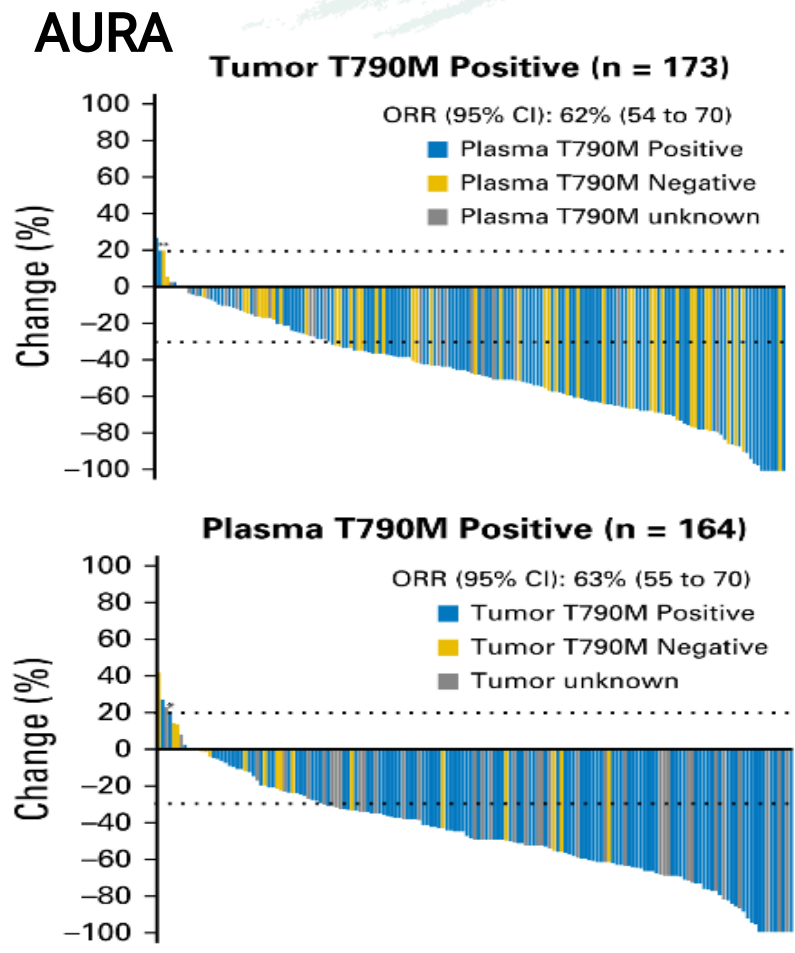 AURA
Tumor T790M Positive (n = 173)
ORR (95% CI): 62% (54 to 70)
Plasma T790M Positive
Plasma T790M Negative
Plasma T790M unknown
Change (%)
100
80
60
40
20
0
–20
–40
–60
–80
–100
**
Plasma T790M Positive (n = 164)
ORR (95% CI): 63% (55 to 70)
Tumor T790M Positive
Tumor T790M Negative
Tumor unknown
Change (%)
100
80
60
40
20
0
–20
–40
–60
–80
–100